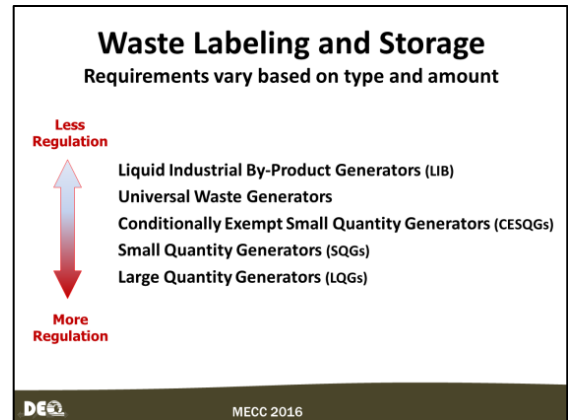 Waste Labeling and Storage
Requirements vary based on type and amount
Less
Regulation
Liquid Industrial By-Product Generators (LIB)
Universal Waste Generators
Conditionally Exempt Small Quantity Generators (CESQGs)
Small Quantity Generators (SQGs)
Large Quantity Generators (LQGs)
More
Regulation
DEQ
MECC 2016